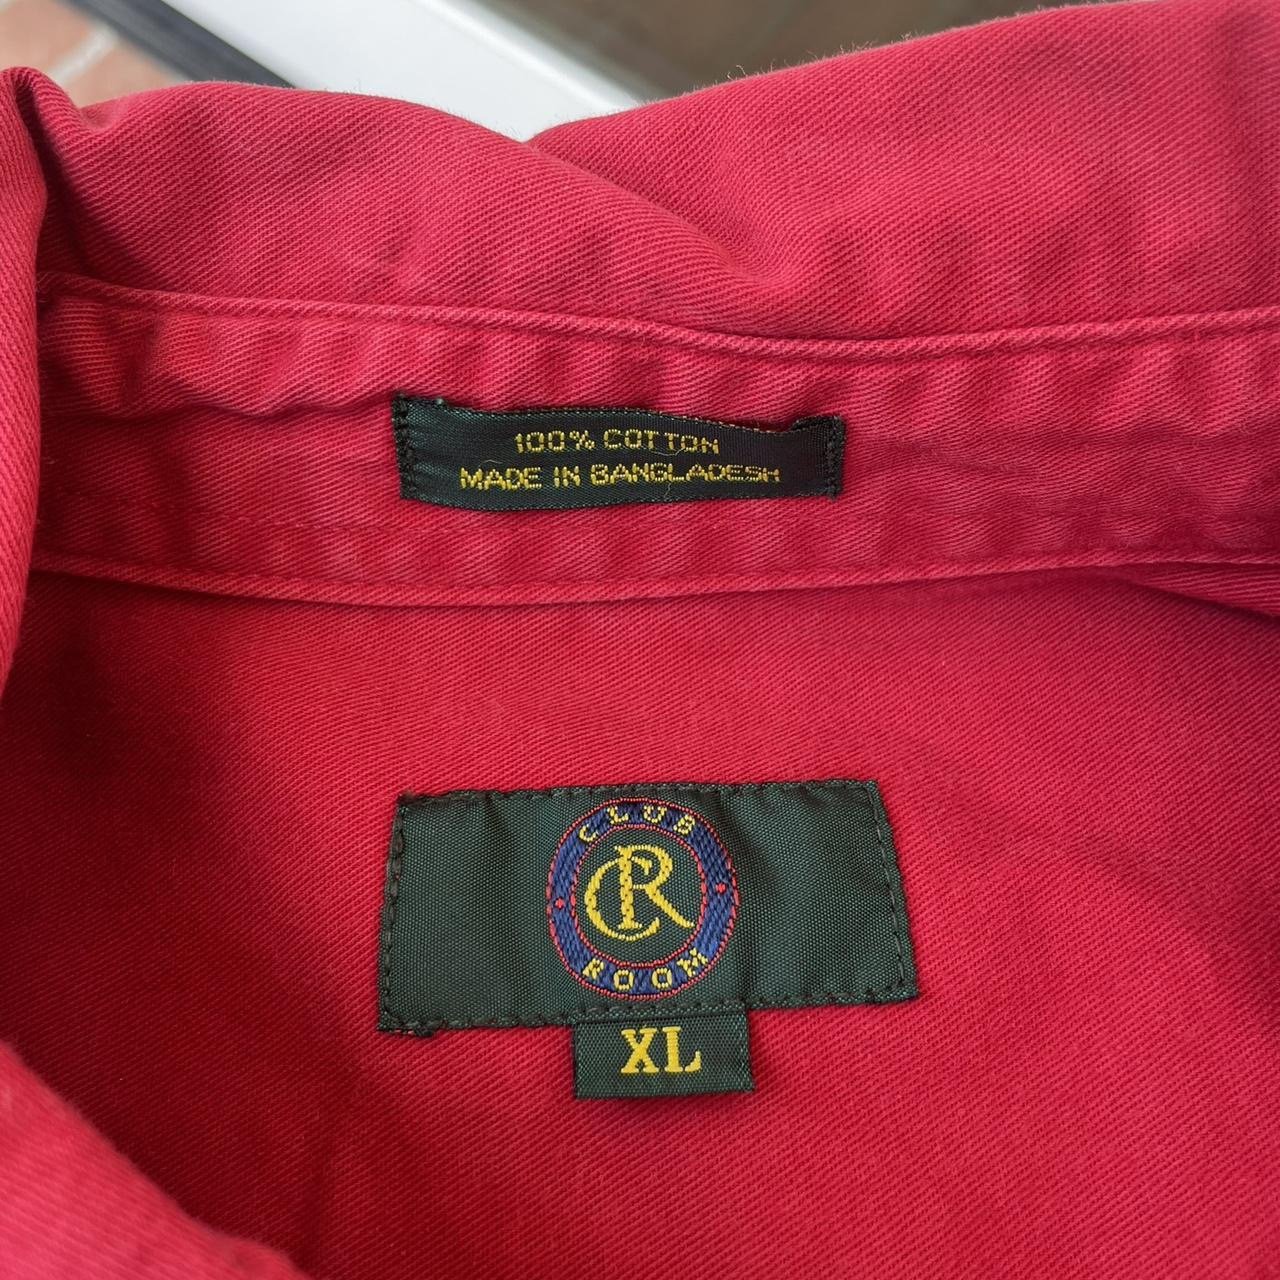 100% COTTON
MADE IN BANGLADESH
CLUB
CR
ROOM
XL